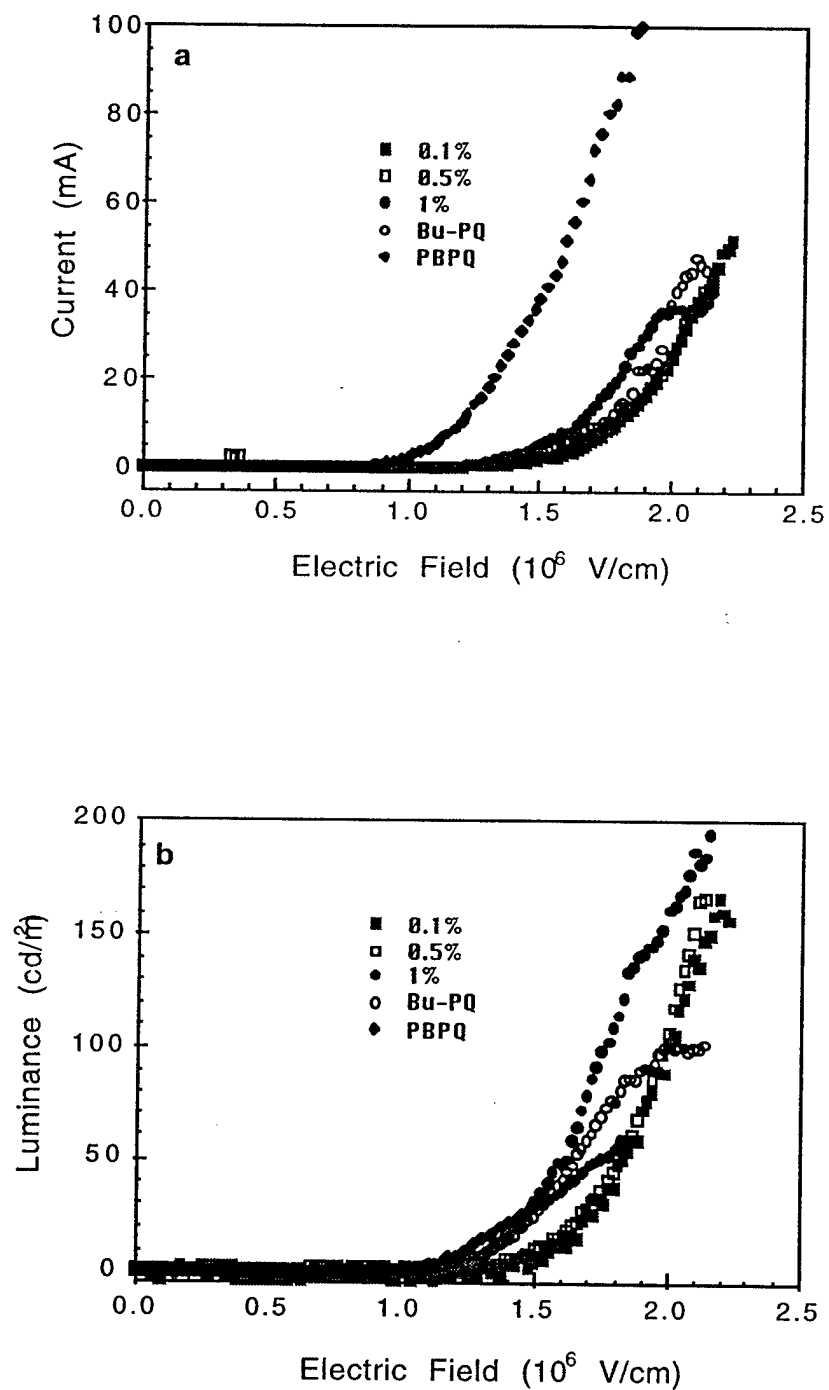 a
100
80
60
40
20
0
Current (mA)
0.1%
0.5%
1%
Bu-PQ
PBPQ
0.0 0.5 1.0 1.5 2.0 2.5
Electric Field (10⁶ V/cm)
b
200
150
100
50
0
Luminance (cd/m²)
0.1%
0.5%
1%
Bu-PQ
PBPQ
0.0 0.5 1.0 1.5 2.0 2.5
Electric Field (10⁶ V/cm)